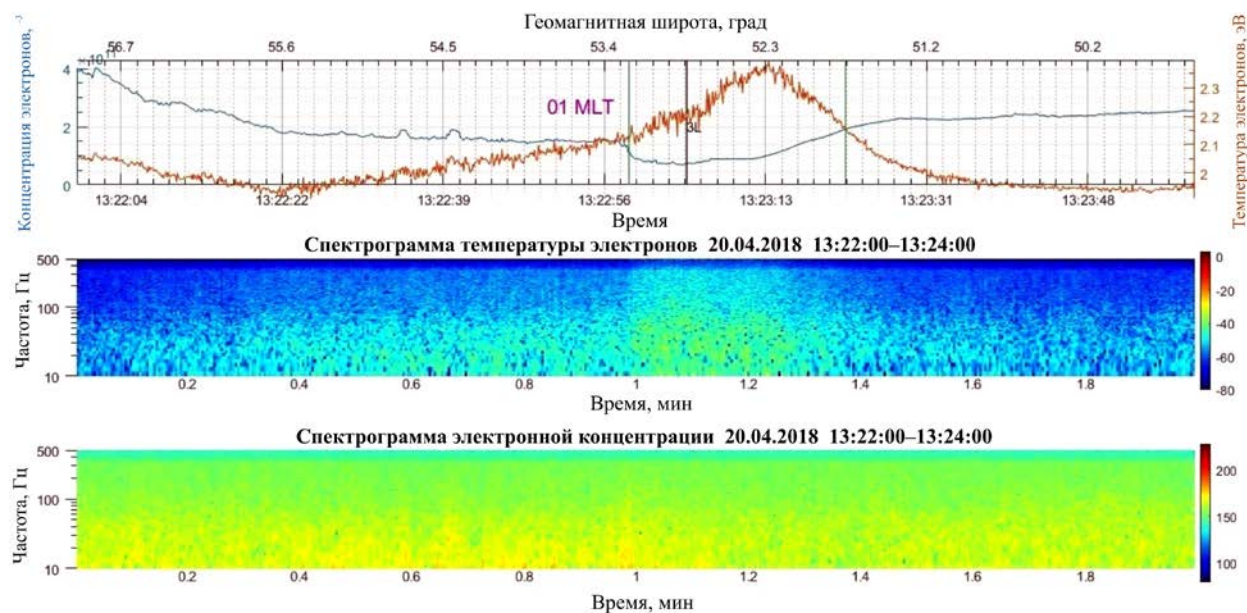 Геомагнитная широта, град
56.7 55.6 54.5 53.4 52.3 51.2 50.2
Концентрация электронов, -3
Температура электронов, эВ
4 2 0
2.3 2.2 2.1 2
01 MLT
13:22:04 13:22:22 13:22:39 13:22:56 13:23:13 13:23:31 13:23:48
Время
Спектрограмма температуры электронов 20.04.2018 13:22:00–13:24:00
Частота, Гц
500 100 10
0 -20 -40 -60 -80
0.2 0.4 0.6 0.8 1 1.2 1.4 1.6 1.8
Время, мин
Спектрограмма электронной концентрации 20.04.2018 13:22:00–13:24:00
Частота, Гц
500 100 10
200 150 100
0.2 0.4 0.6 0.8 1 1.2 1.4 1.6 1.8
Время, мин